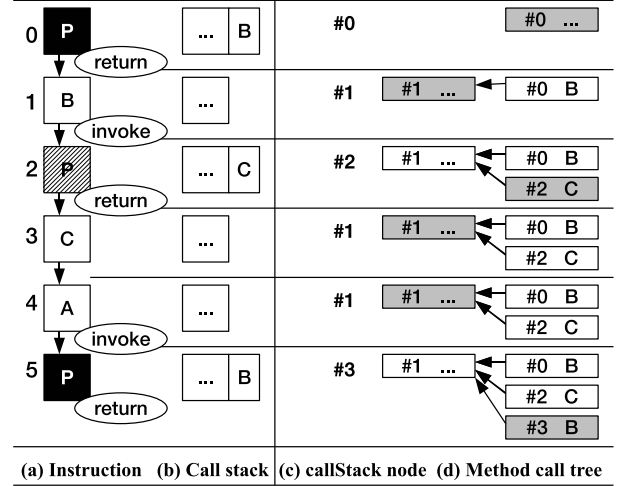 0 P ... B #0 #0 ...
return
1 B ... #1 #1 ... #0 B
invoke
2 P ... C #2 #1 ... #0 B
#2 C
return
3 C ... #1 #1 ... #0 B
#2 C
4 A ... #1 #1 ... #0 B
#2 C
invoke
5 P ... B #3 #1 ... #0 B
#2 C
return
#3 B
(a) Instruction (b) Call stack (c) callStack node (d) Method call tree